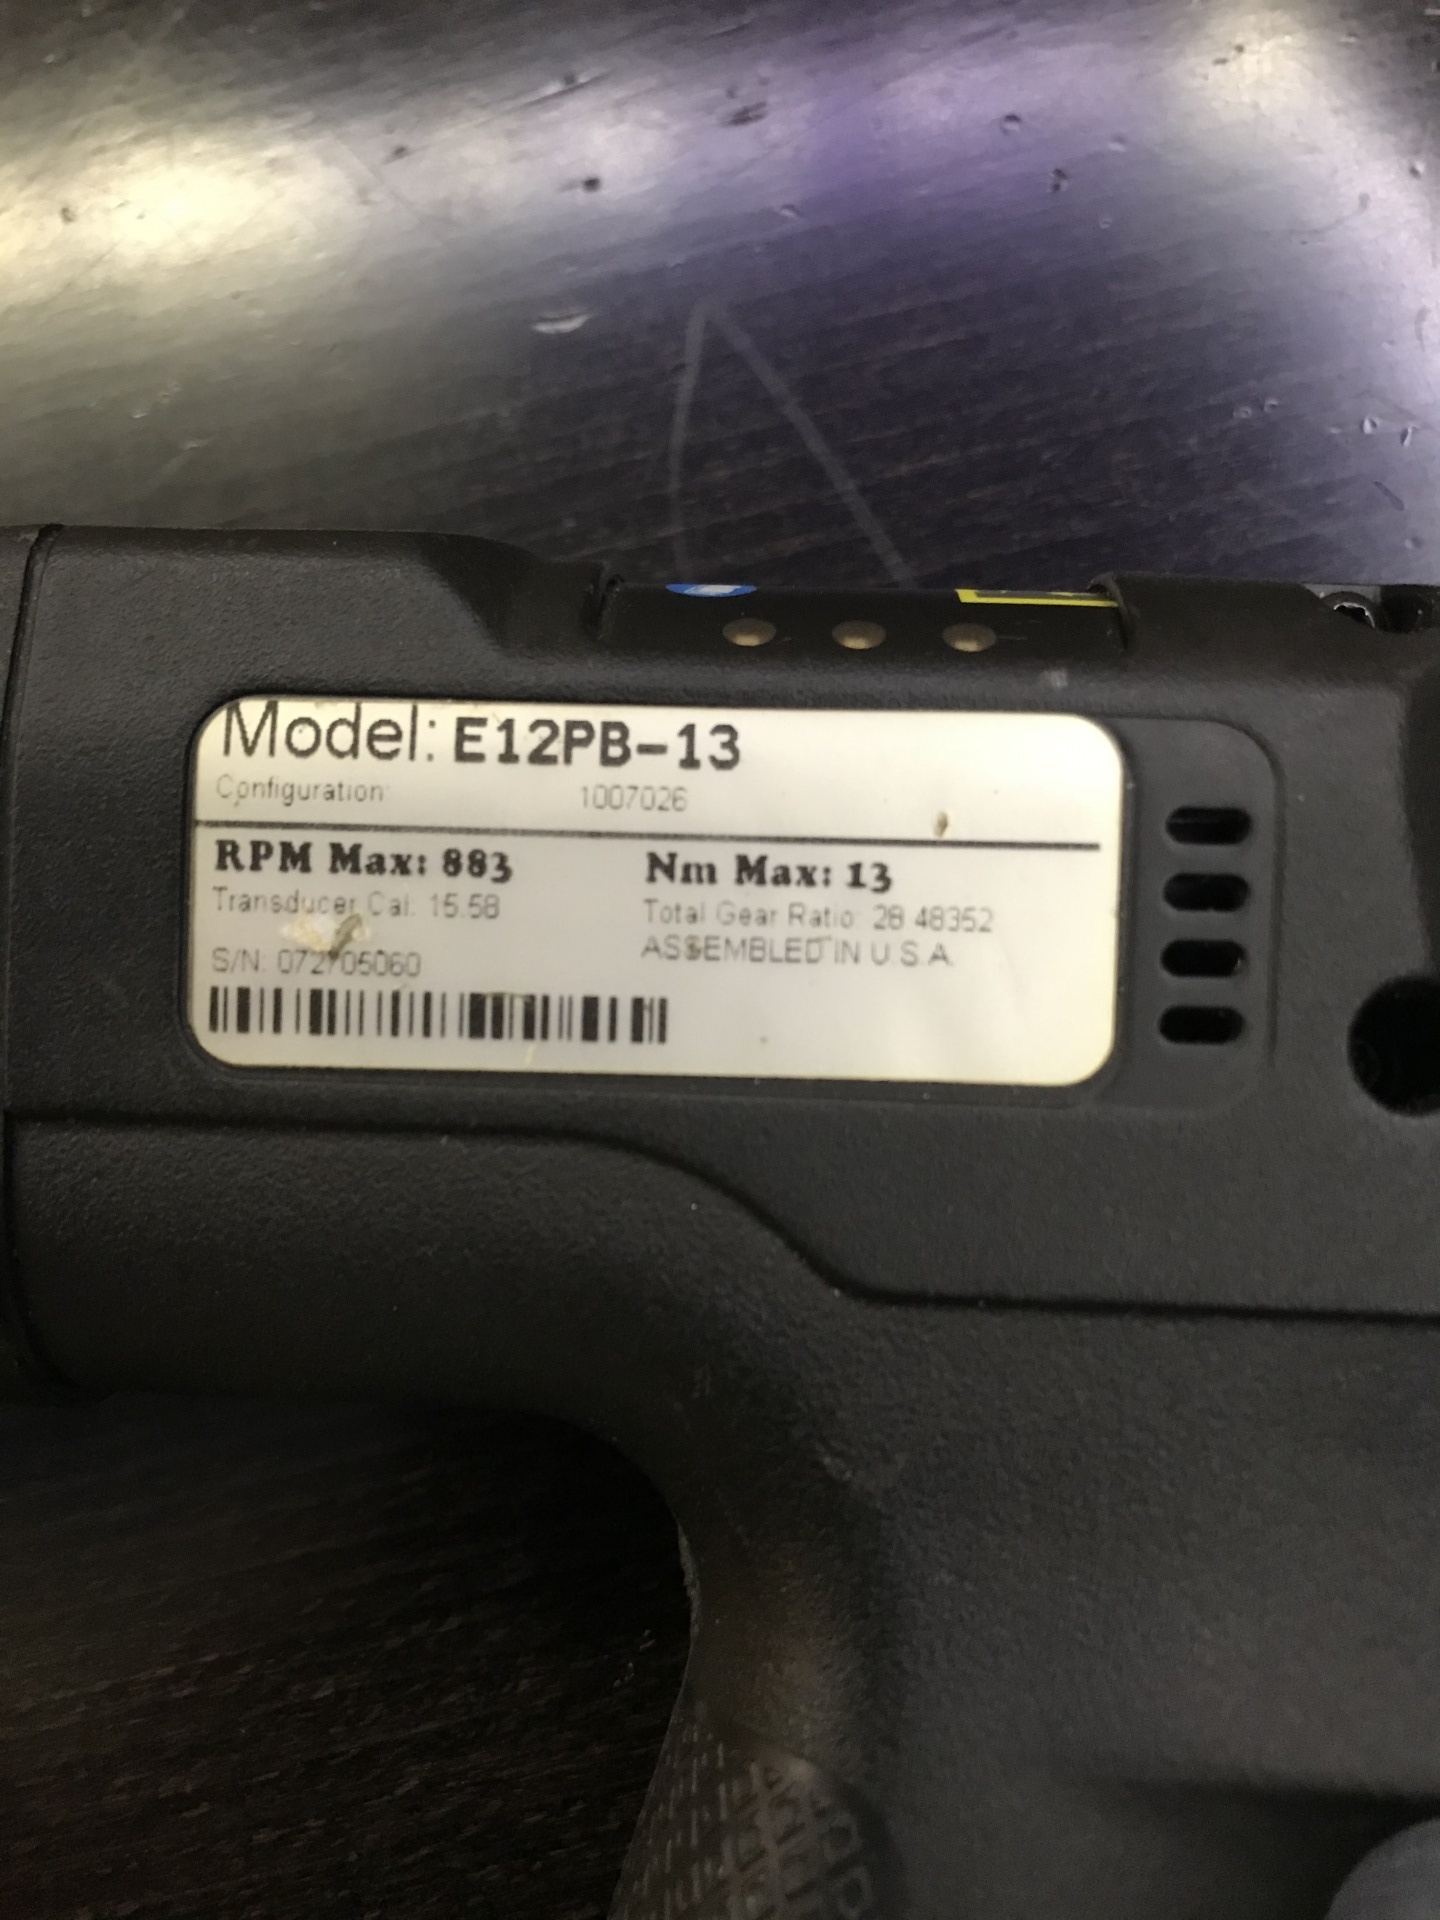 Model: E12PB-13
Configuration: 1007026
RPM Max: 883 Nm Max: 13
Transducer Cal: 15.58 Total Gear Ratio: 28.48352
ASSEMBLED IN U.S.A.
S/N: 072705060